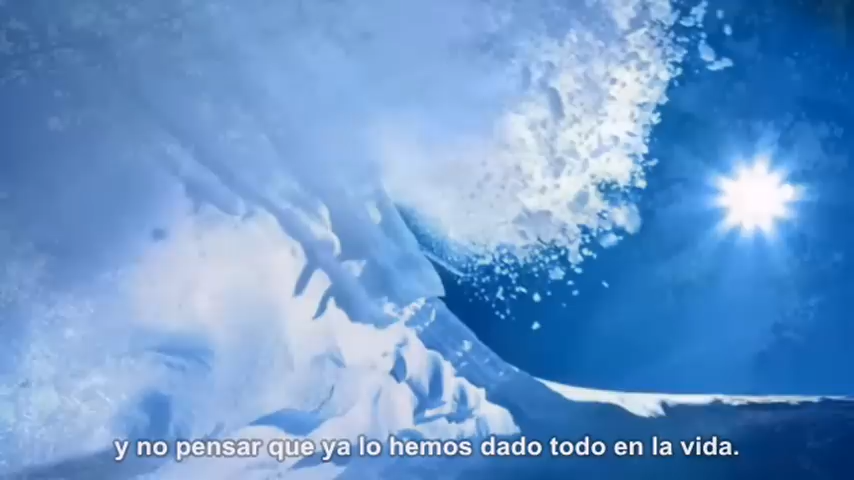 y no pensar que ya lo hemos dado todo en la vida.